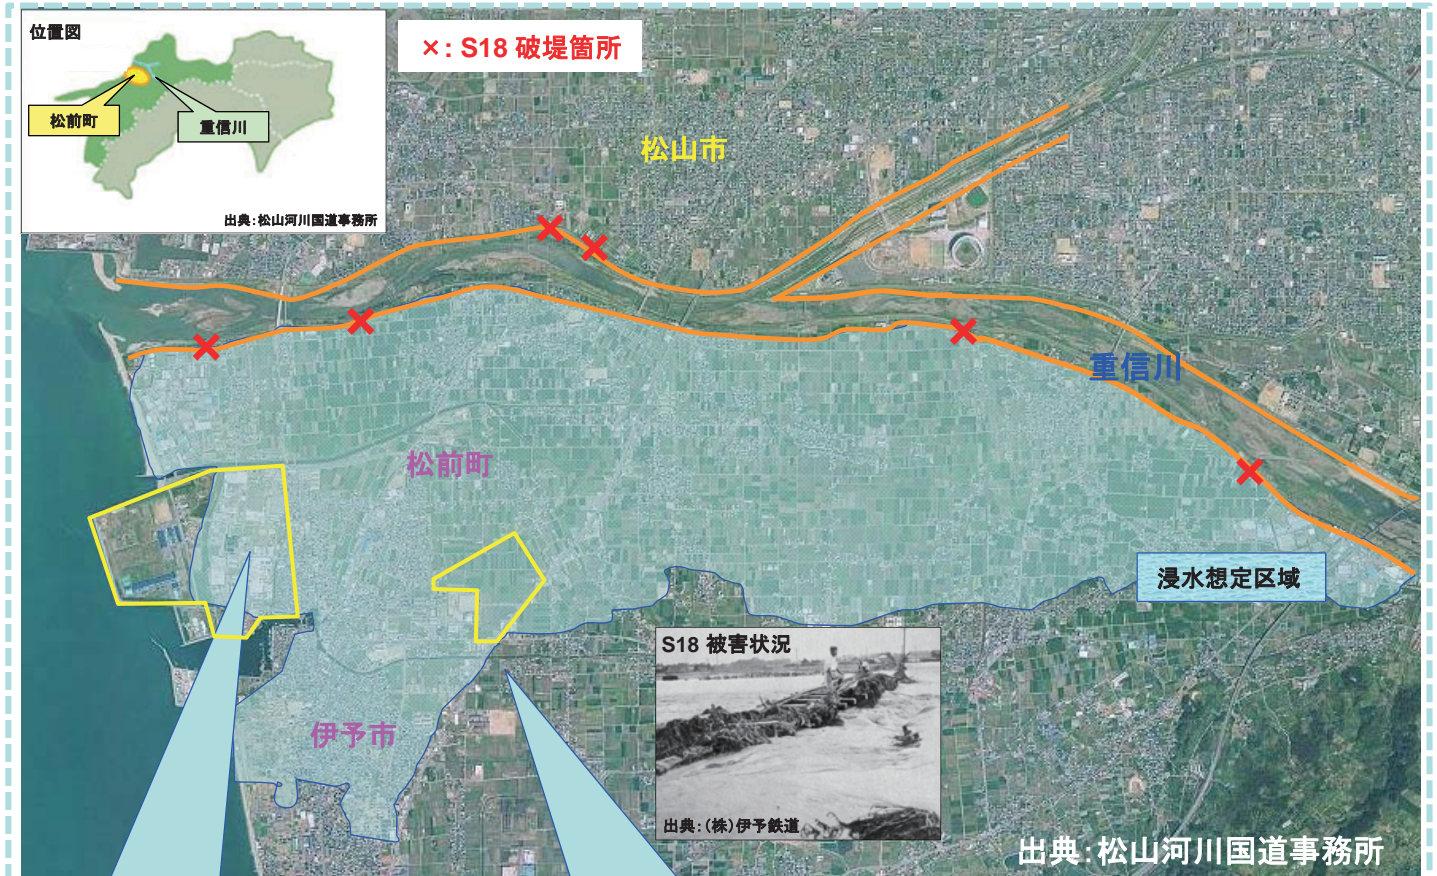 位置図
松前町
重信川
出典:松山河川国道事務所
×: S18 破堤箇所
松山市
重信川
松前町
浸水想定区域
S18 被害状況
出典:(株)伊予鉄道
伊予市
出典:松山河川国道事務所